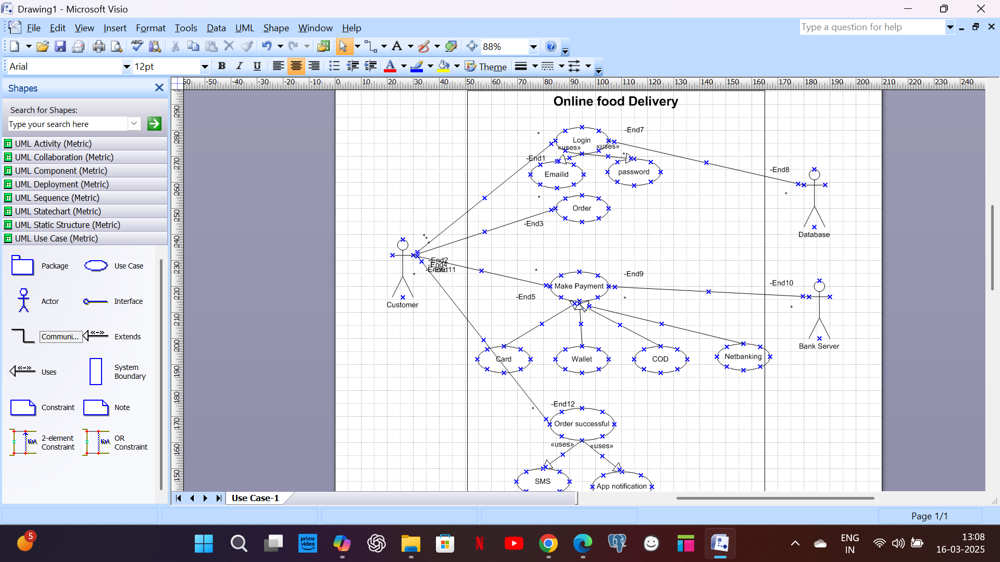 Drawing1 - Microsoft Visio
File Edit View Insert Format Tools Data UML Shape Window Help
Type a question for help
88%
Arial 12pt B I U A Theme
Shapes
Search for Shapes:
Type your search here
UML Activity (Metric)
UML Collaboration (Metric)
UML Component (Metric)
UML Deployment (Metric)
UML Sequence (Metric)
UML Statechart (Metric)
UML Static Structure (Metric)
UML Use Case (Metric)
Package Use Case
Actor Interface
Communi... Extends
Uses System Boundary
Constraint Note
2-element Constraint OR Constraint
50 -50 -40 -30 -20 -10 0 10 20 30 40 50 60 70 80 90 100 110 120 130 140 150 160 170 180 190 200 210 220 230 240
290
280
270
260
250
240
230
220
210
200
190
180
170
160
150
Online food Delivery
-End7
*
Login
«uses» «uses»
-End1 *
Emailid password
-End8
*
Database
*
Order
-End3
* * *
-End2
-End4
-End11
*
Customer
*
Make Payment
-End9
-End10
-End5
* *
Bank Server
Card Wallet COD Netbanking
-End12
*
Order successful
«uses» «uses»
SMS App notification
Use Case-1
Page 1/1
5
prime video
ENG
IN
13:08
16-03-2025